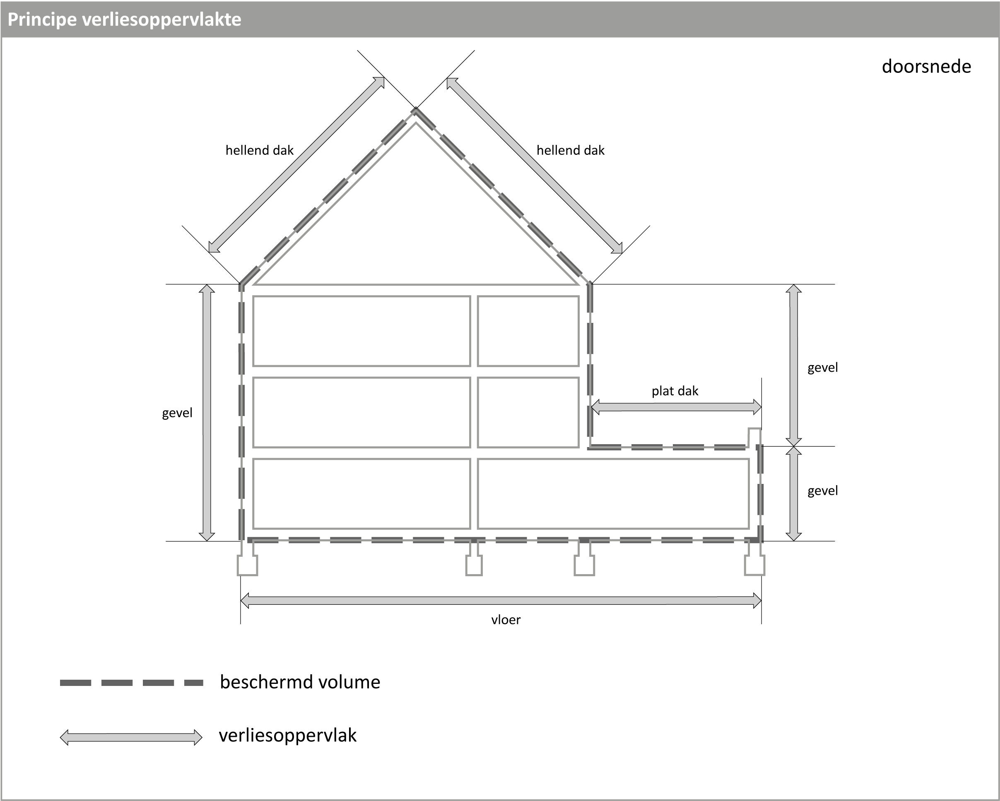 Principe verliesoppervlakte
doorsnede
hellend dak
hellend dak
gevel
plat dak
gevel
gevel
vloer
beschermd volume
verliesoppervlak